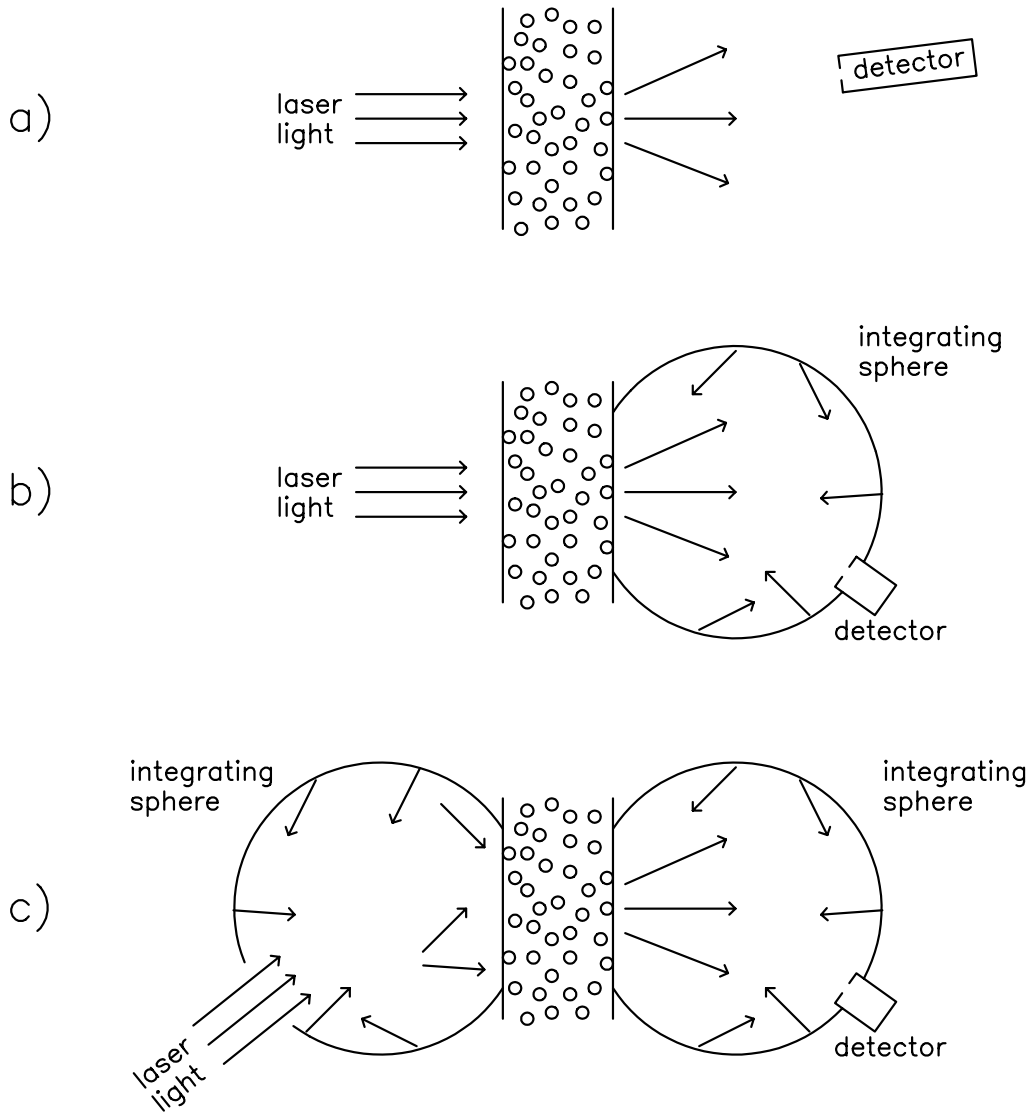 a)
laser
light
detector
b)
laser
light
integrating
sphere
detector
c)
integrating
sphere
laser
light
integrating
sphere
detector